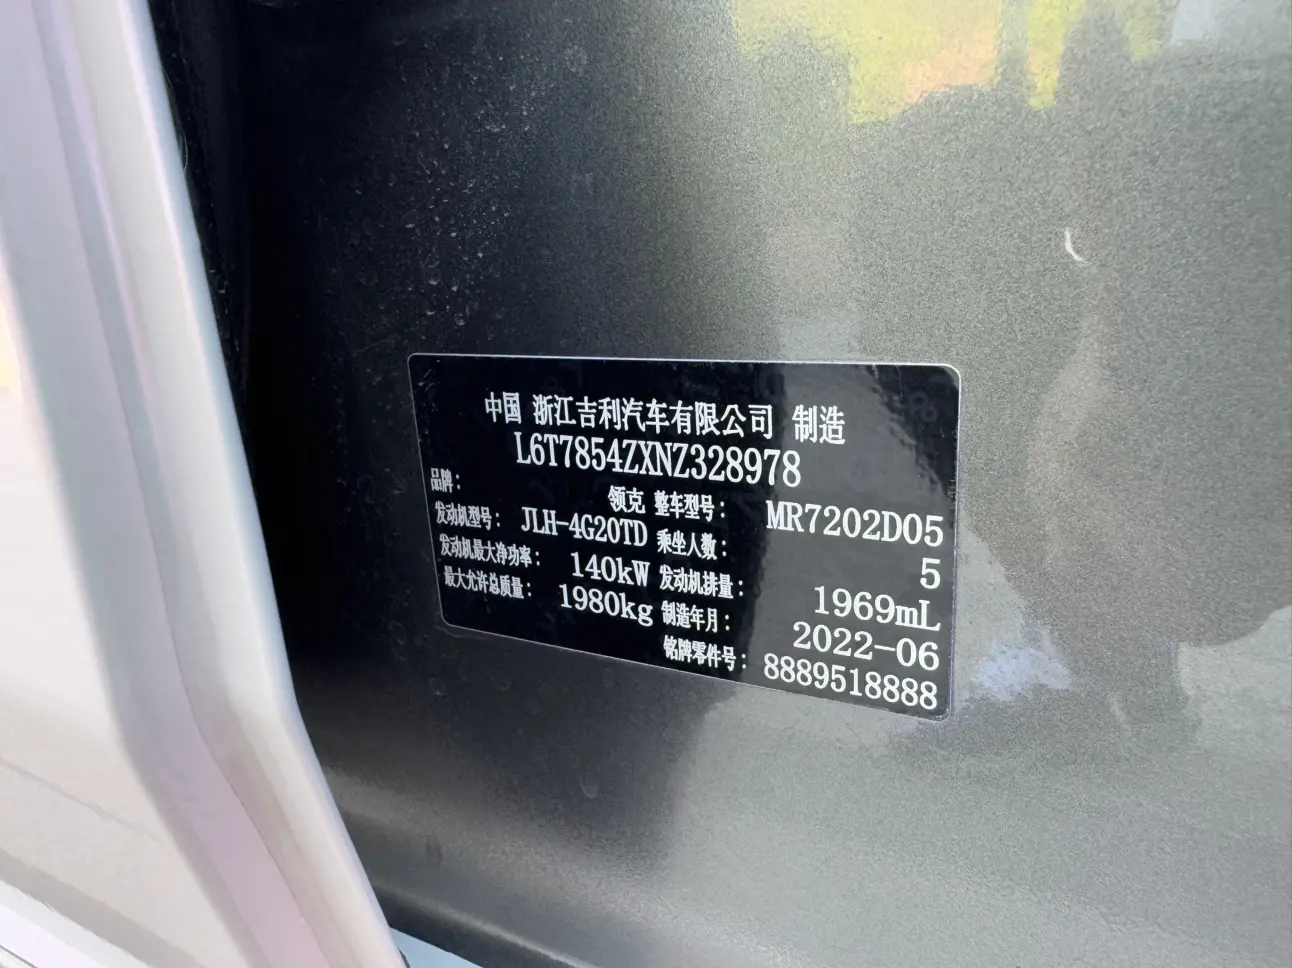 中国 浙江吉利汽车有限公司 制造
L6T7854ZXNZ328978
品牌: 领克 整车型号: MR7202D05
发动机型号: JLH-4G20TD 乘坐人数: 5
发动机最大净功率: 140kW 发动机排量: 1969mL
最大允许总质量: 1980kg 制造年月: 2022-06
铭牌零件号: 8889518888